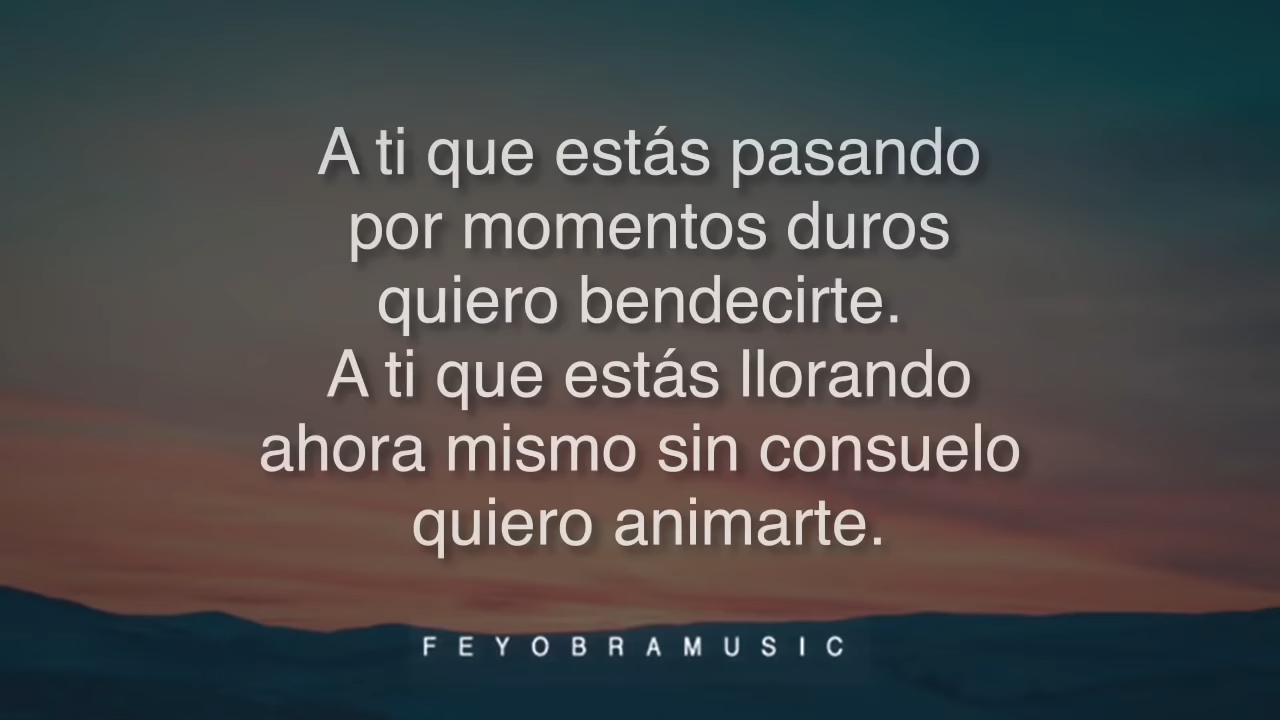 A ti que estás pasando
por momentos duros
quiero bendecirte.
A ti que estás llorando
ahora mismo sin consuelo
quiero animarte.
FEYOBRAMUSIC